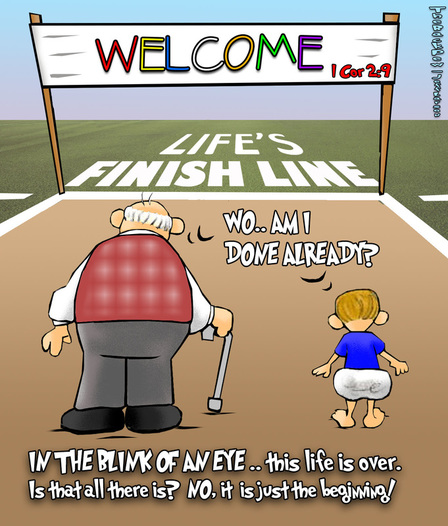 WELCOME
1 Cor 2:9
LIFE'S
FINISH LINE
WO.. AM I
DONE ALREADY?
IN THE BLINK OF AN EYE .. this life is over.
Is that all there is? NO, it is just the beginning!